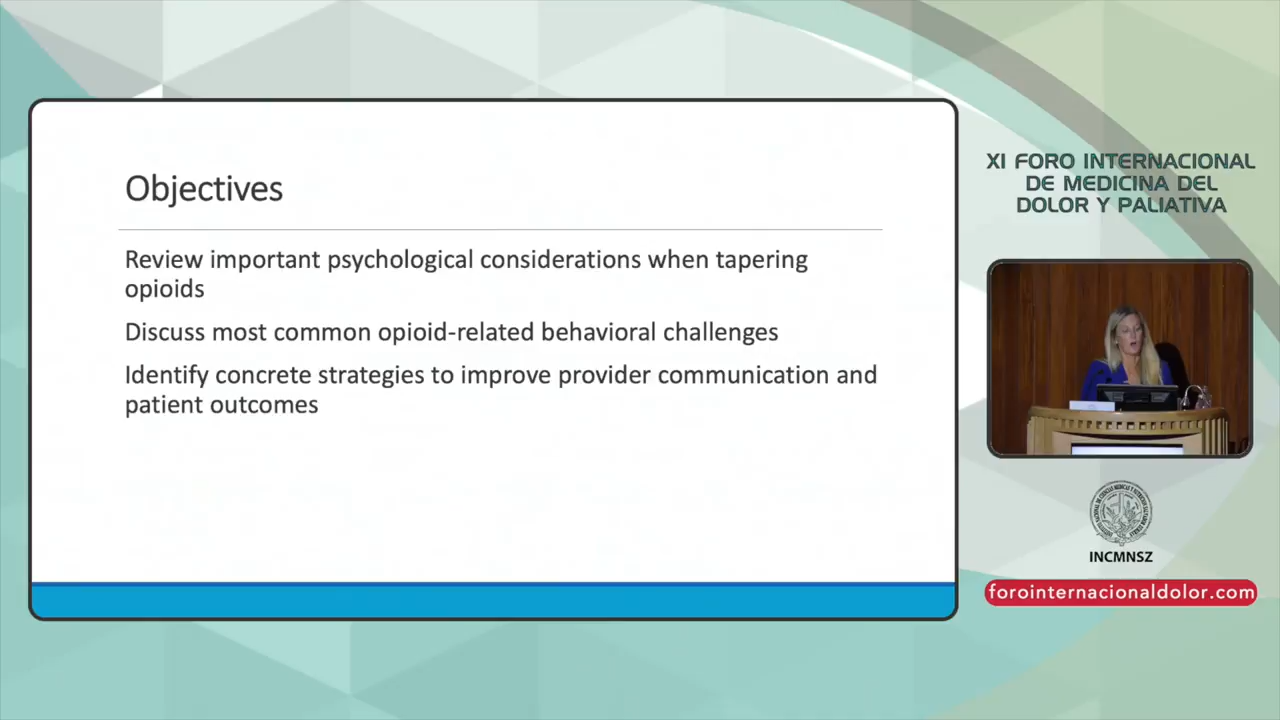 Objectives
Review important psychological considerations when tapering
opioids
Discuss most common opioid-related behavioral challenges
Identify concrete strategies to improve provider communication and
patient outcomes
XI FORO INTERNACIONAL
DE MEDICINA DEL
DOLOR Y PALIATIVA
INCMNSZ
forointernacionaldolor.com